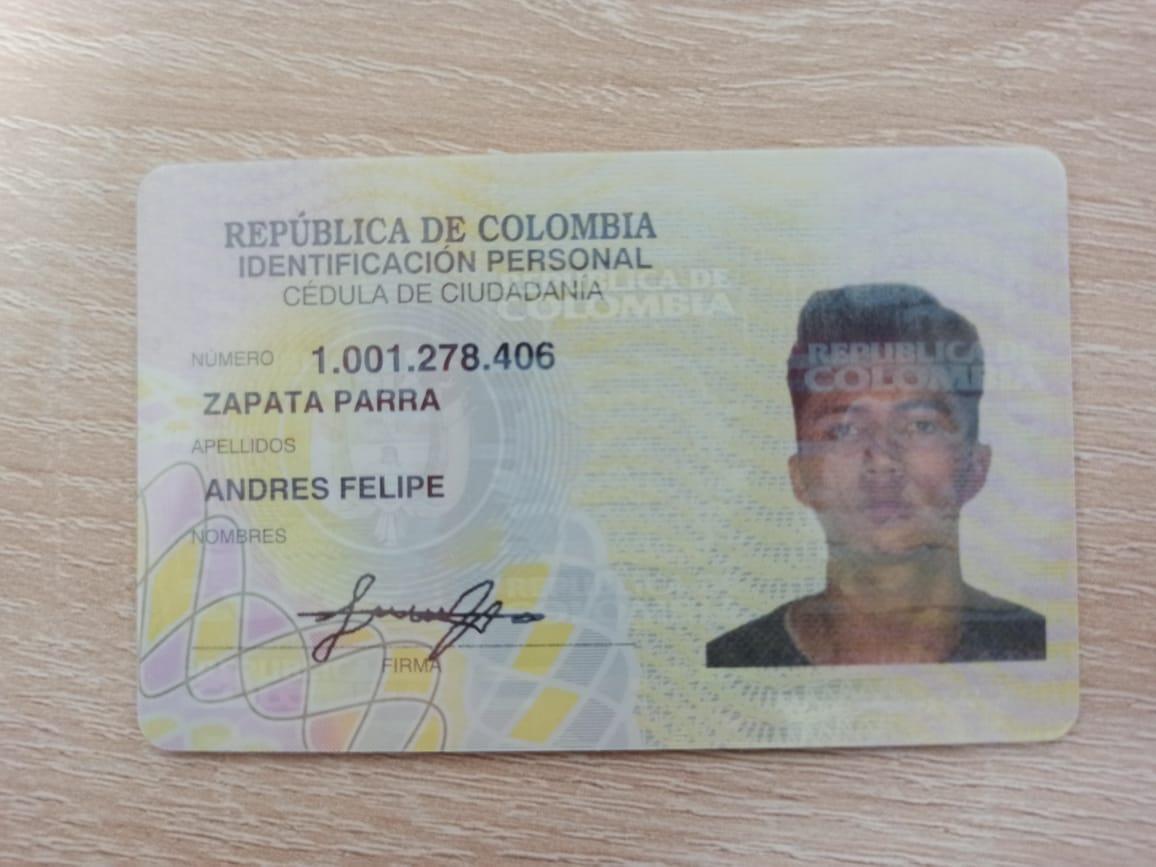 REPÚBLICA DE COLOMBIA
IDENTIFICACIÓN PERSONAL
CÉDULA DE CIUDADANÍA
REPÚBLICA DE
COLOMBIA
NÚMERO 1.001.278.406
ZAPATA PARRA
APELLIDOS
ANDRES FELIPE
NOMBRES
FIRMA
REPUBLICA DE
COLOMBIA